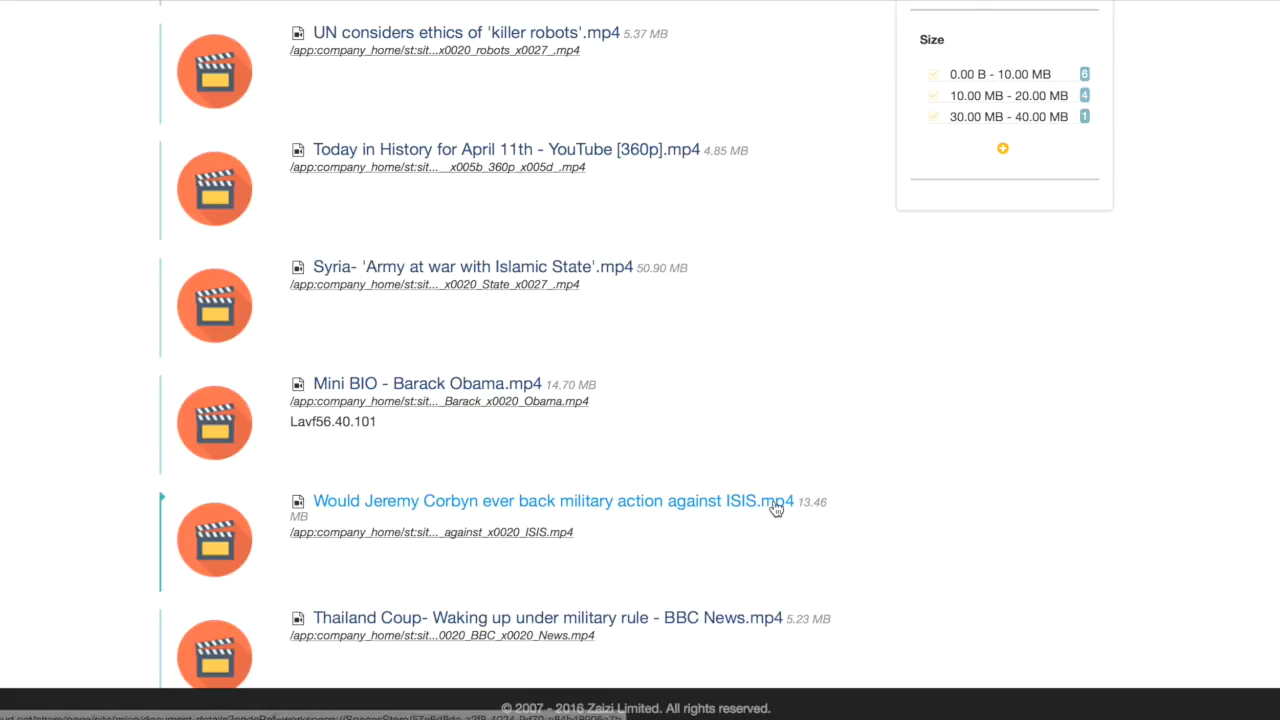 UN considers ethics of 'killer robots'.mp4 5.37 MB
/app:company_home/st:sit...x0020_robots_x0027_.mp4
Today in History for April 11th - YouTube [360p].mp4 4.85 MB
/app:company_home/st:sit..._x005b_360p_x005d_.mp4
Syria- 'Army at war with Islamic State'.mp4 50.90 MB
/app:company_home/st:sit..._x0020_State_x0027_.mp4
Mini BIO - Barack Obama.mp4 14.70 MB
/app:company_home/st:sit..._Barack_x0020_Obama.mp4
Lavf56.40.101
Would Jeremy Corbyn ever back military action against ISIS.mp4 13.46
MB
/app:company_home/st:sit..._against_x0020_ISIS.mp4
Thailand Coup- Waking up under military rule - BBC News.mp4 5.23 MB
/app:company_home/st:sit...0020_BBC_x0020_News.mp4
Size
0.00 B - 10.00 MB 6
10.00 MB - 20.00 MB 4
30.00 MB - 40.00 MB 1
© 2007 - 2016 Zaizi Limited. All rights reserved.